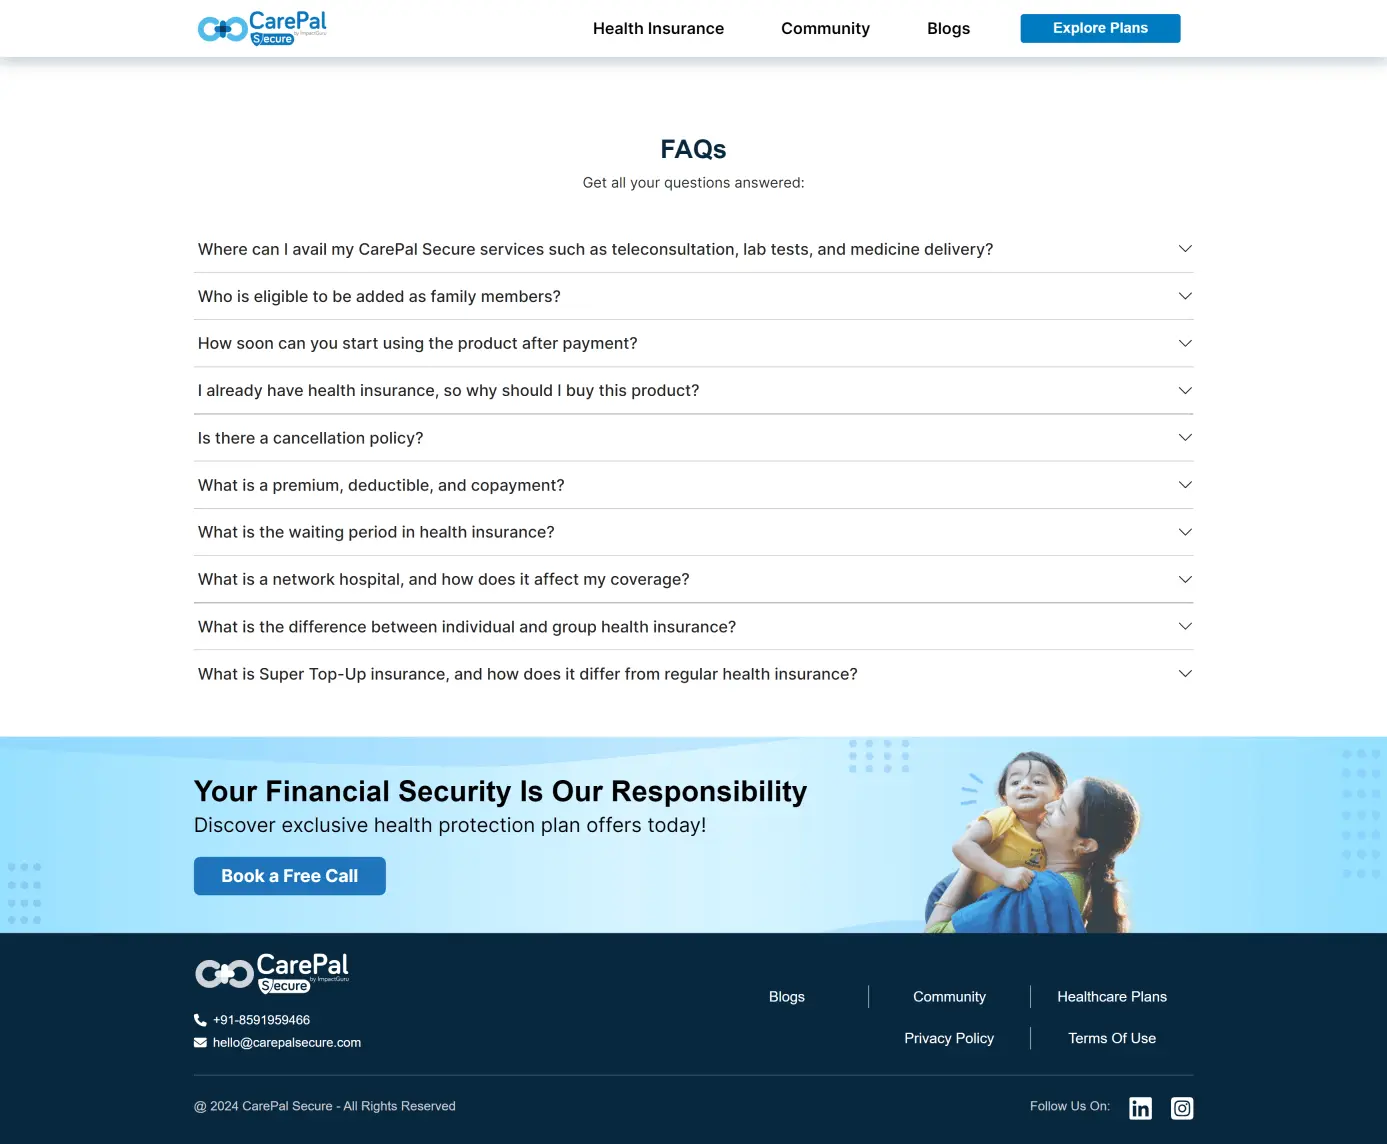 CarePal
Secure
by ImpactGuru
Health Insurance
Community
Blogs
Explore Plans
FAQs
Get all your questions answered:
Where can I avail my CarePal Secure services such as teleconsultation, lab tests, and medicine delivery?
Who is eligible to be added as family members?
How soon can you start using the product after payment?
I already have health insurance, so why should I buy this product?
Is there a cancellation policy?
What is a premium, deductible, and copayment?
What is the waiting period in health insurance?
What is a network hospital, and how does it affect my coverage?
What is the difference between individual and group health insurance?
What is Super Top-Up insurance, and how does it differ from regular health insurance?
Your Financial Security Is Our Responsibility
Discover exclusive health protection plan offers today!
Book a Free Call
CarePal
Secure
by ImpactGuru
+91-8591959466
hello@carepalsecure.com
Blogs
Community
Healthcare Plans
Privacy Policy
Terms Of Use
@ 2024 CarePal Secure - All Rights Reserved
Follow Us On: